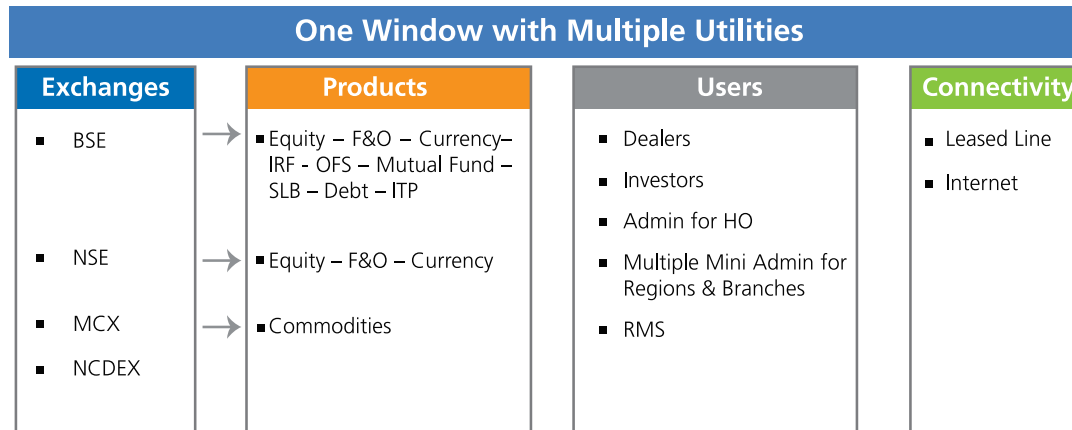 One Window with Multiple Utilities
Exchanges
BSE
NSE
MCX
NCDEX
Products
Equity – F&O – Currency–
IRF - OFS – Mutual Fund –
SLB – Debt – ITP
Equity – F&O – Currency
Commodities
Users
Dealers
Investors
Admin for HO
Multiple Mini Admin for
Regions & Branches
RMS
Connectivity
Leased Line
Internet